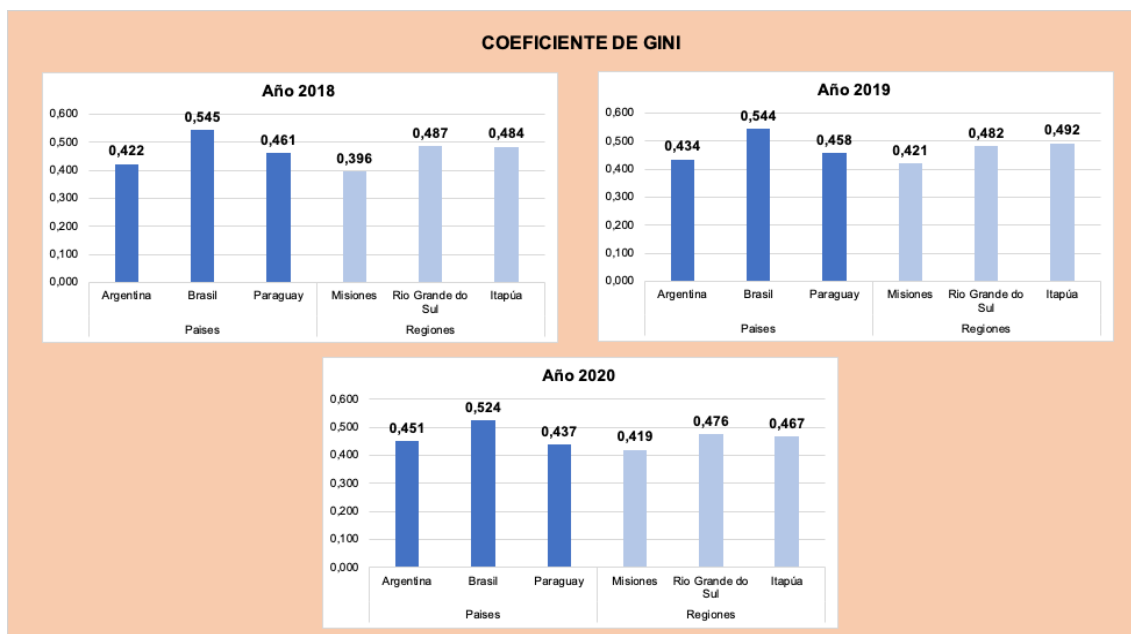 COEFICIENTE DE GINI
Año 2018
0,600
0,500
0,400
0,300
0,200
0,100
0,000
0,422
0,545
0,461
0,396
0,487
0,484
Argentina
Brasil
Paraguay
Misiones
Rio Grande do
Sul
Itapúa
Paises
Regiones
Año 2019
0,600
0,500
0,400
0,300
0,200
0,100
0,000
0,434
0,544
0,458
0,421
0,482
0,492
Argentina
Brasil
Paraguay
Misiones
Rio Grande do
Sul
Itapúa
Paises
Regiones
Año 2020
0,600
0,500
0,400
0,300
0,200
0,100
0,000
0,451
0,524
0,437
0,419
0,476
0,467
Argentina
Brasil
Paraguay
Misiones
Rio Grande do
Sul
Itapúa
Paises
Regiones